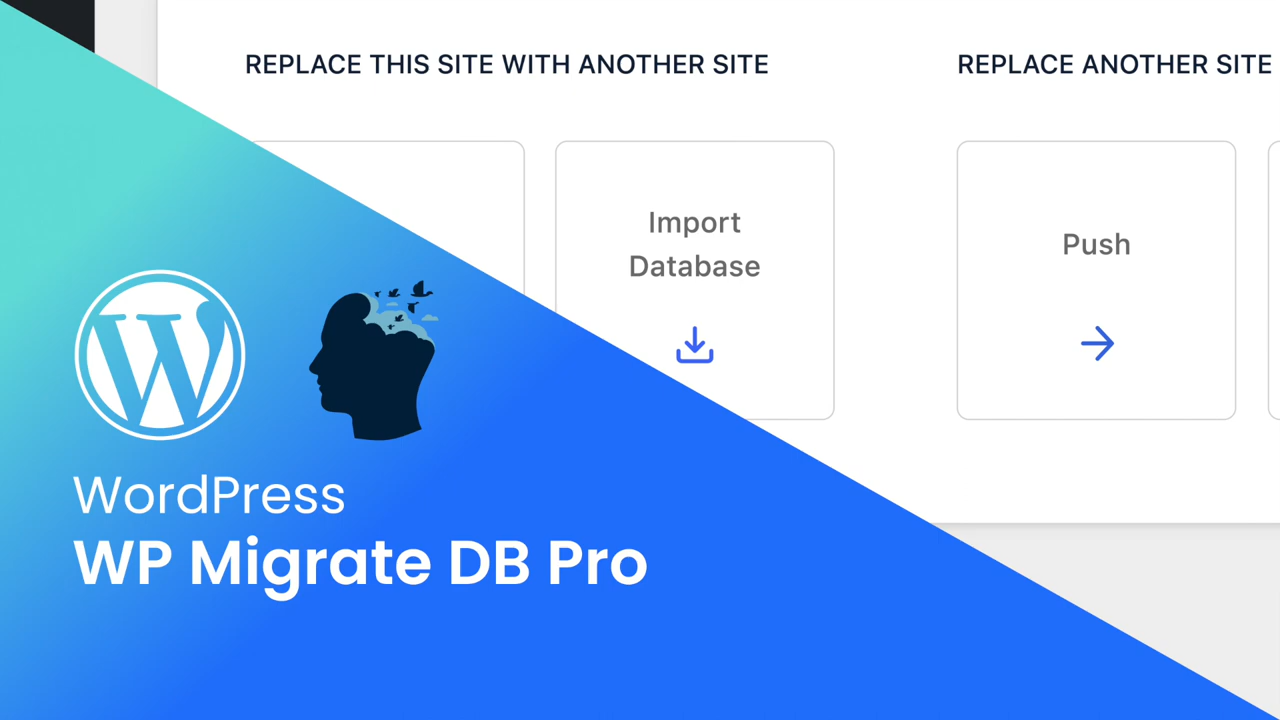 REPLACE THIS SITE WITH ANOTHER SITE
REPLACE ANOTHER SITE
Import
Database
Push
WordPress
WP Migrate DB Pro